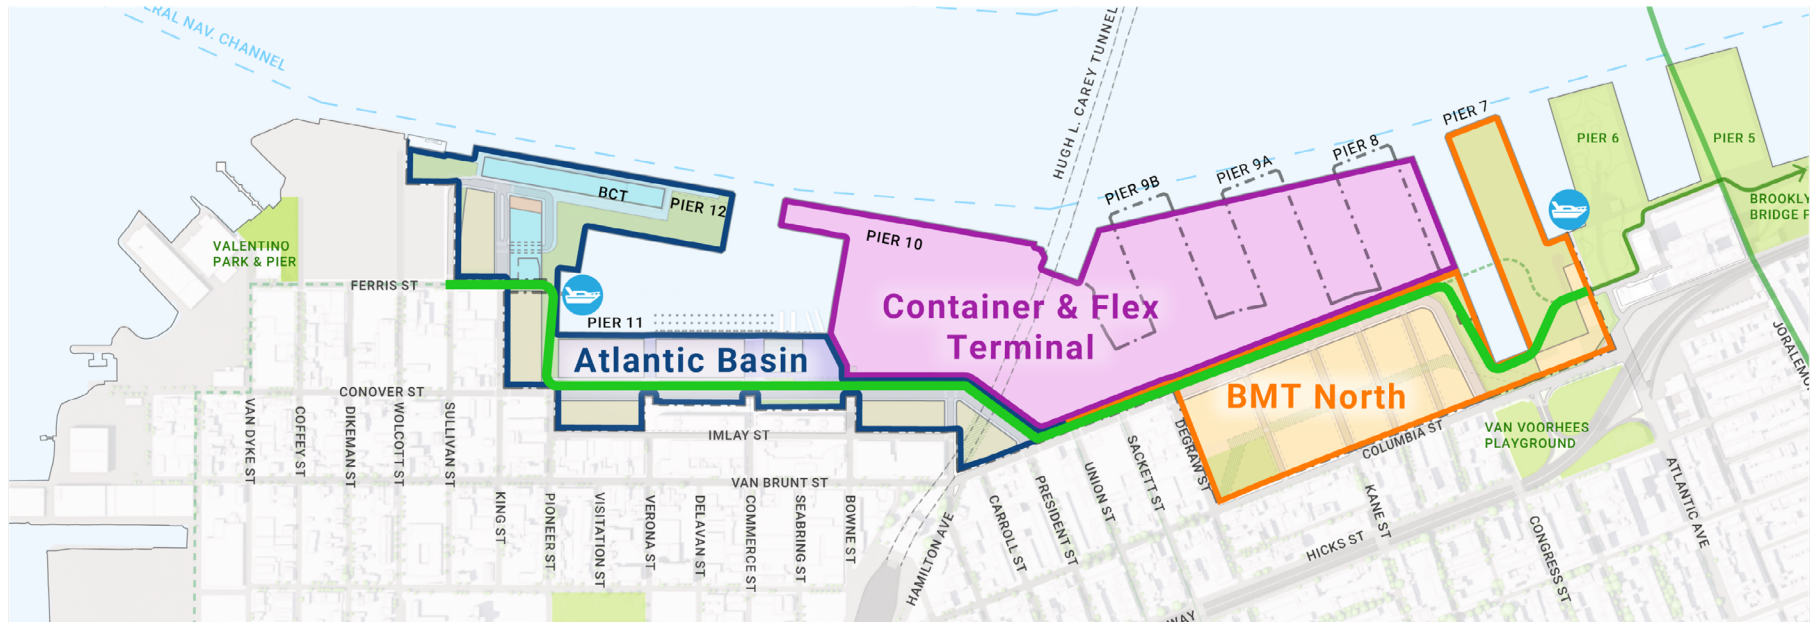 ERAL NAV. CHANNEL
HUGH L. CAREY TUNNEL
PIER 7
PIER 6
PIER 5
PIER 8
PIER 9A
PIER 9B
BCT
PIER 12
PIER 10
BROOKLY
BRIDGE P
VALENTINO
PARK & PIER
FERRIS ST
PIER 11
Container & Flex
Terminal
Atlantic Basin
BMT North
JORALEMO
CONOVER ST
VAN DYKE ST
COFFEY ST
DIKEMAN ST
WOLCOTT ST
SULLIVAN ST
IMLAY ST
VAN BRUNT ST
DEGRAW ST
COLUMBIA ST
VAN VOORHEES
PLAYGROUND
KING ST
PIONEER ST
VISITATION ST
VERONA ST
DELAVAN ST
COMMERCE ST
SEABRING ST
BOWNE ST
HAMILTON AVE
CARROLL ST
PRESIDENT ST
UNION ST
SACKETT ST
KANE ST
HICKS ST
CONGRESS ST
ATLANTIC AVE
WAY